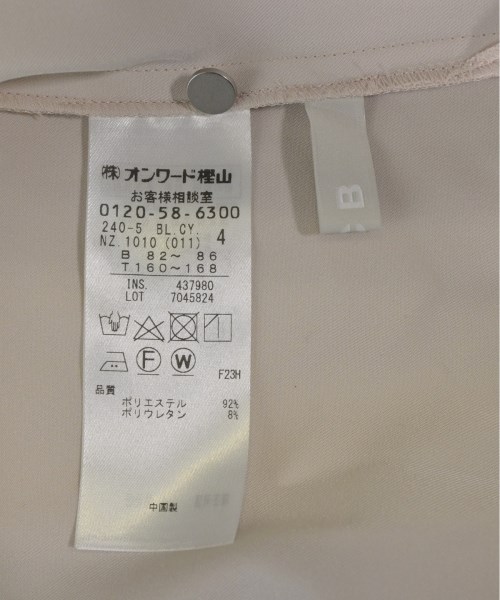 (株)オンワード樫山
お客様相談室
0120-58-6300
240-5 BL.CY.
NZ.1010 (011) 4
B 82～ 86
T160～168
INS. 437980
LOT 7045824
F
W
F23H
品質
ポリエステル 92%
ポリウレタン 8%
中国製
B